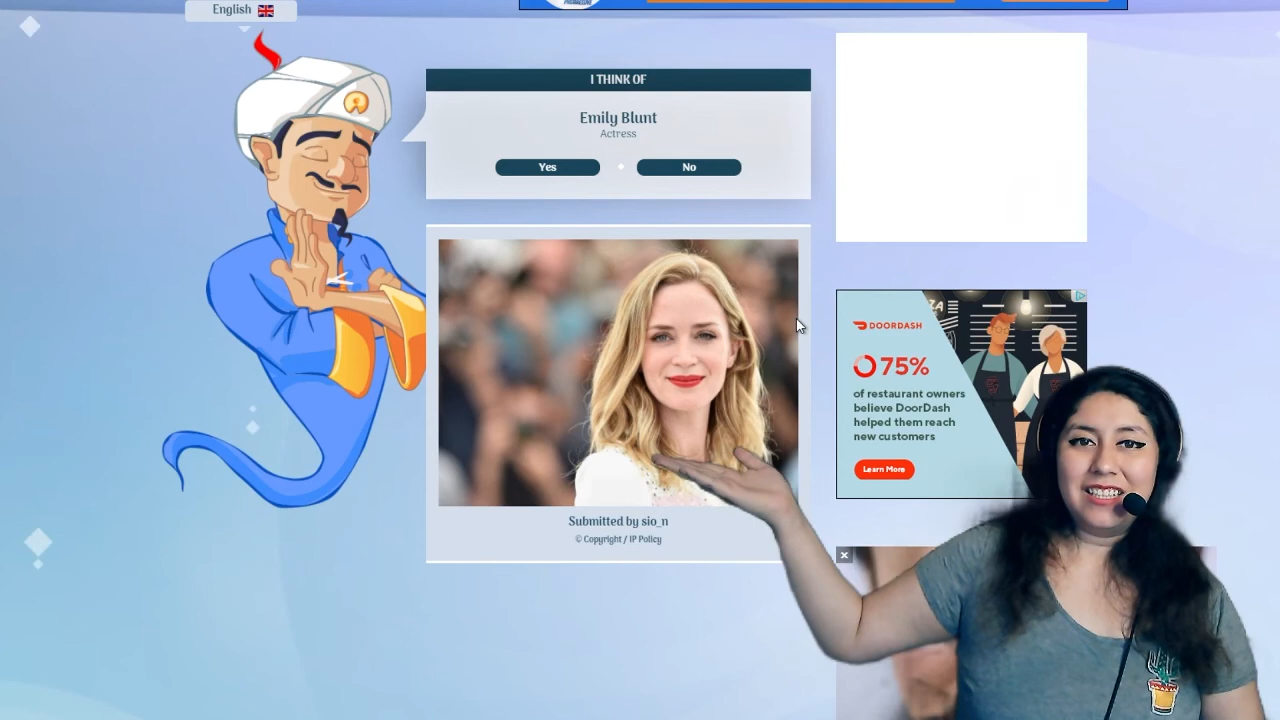 English
I THINK OF
Emily Blunt
Actress
Yes
No
Submitted by sio_n
© Copyright / IP Policy
DOORDASH
75%
of restaurant owners
believe DoorDash
helped them reach
new customers
Learn More